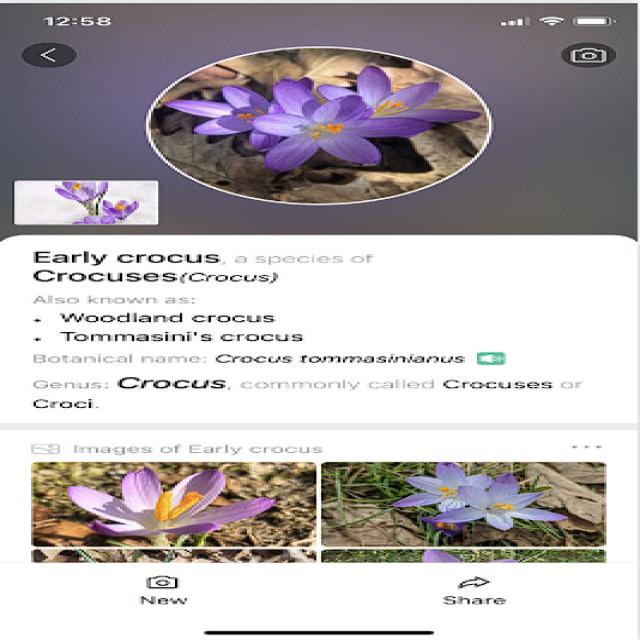 12:58
Early crocus, a species of
Crocuses(Crocus)
Also known as:
• Woodland crocus
• Tommasini's crocus
Botanical name: Crocus tommasinianus
Genus: Crocus, commonly called Crocuses or
Croci.
Images of Early crocus
New Share